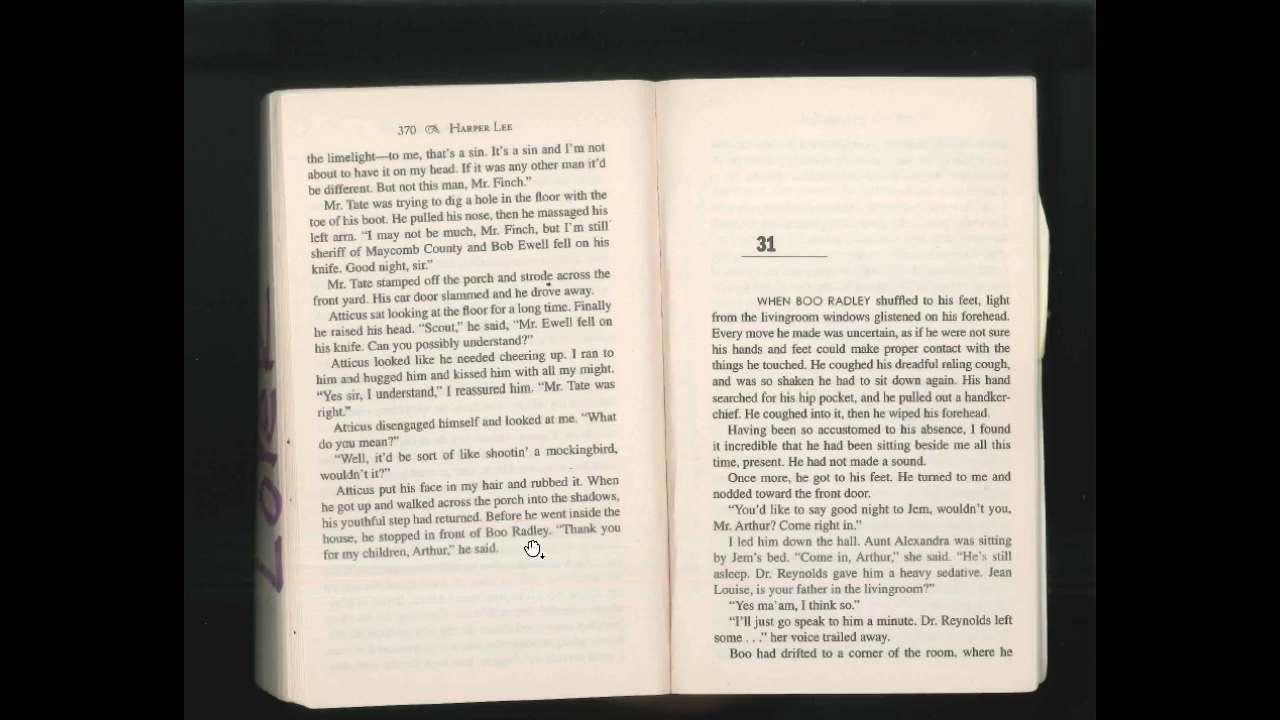 370 HARPER LEE
the limelight—to me, that's a sin. It's a sin and I'm not
about to have it on my head. If it was any other man it'd
be different. But not this man, Mr. Finch."
Mr. Tate was trying to dig a hole in the floor with the
toe of his boot. He pulled his nose, then he massaged his
left arm. "I may not be much, Mr. Finch, but I'm still
sheriff of Maycomb County and Bob Ewell fell on his
knife. Good night, sir."
Mr. Tate stamped off the porch and strode across the
front yard. His car door slammed and he drove away.
Atticus sat looking at the floor for a long time. Finally
he raised his head. "Scout," he said, "Mr. Ewell fell on
his knife. Can you possibly understand?"
Atticus looked like he needed cheering up. I ran to
him and hugged him and kissed him with all my might.
"Yes sir, I understand," I reassured him. "Mr. Tate was
right."
Atticus disengaged himself and looked at me. "What
do you mean?"
"Well, it'd be sort of like shootin' a mockingbird,
wouldn't it?"
Atticus put his face in my hair and rubbed it. When
he got up and walked across the porch into the shadows,
his youthful step had returned. Before he went inside the
house, he stopped in front of Boo Radley. "Thank you
for my children, Arthur," he said.
LOPER
31
WHEN BOO RADLEY shuffled to his feet, light
from the livingroom windows glistened on his forehead.
Every move he made was uncertain, as if he were not sure
his hands and feet could make proper contact with the
things he touched. He coughed his dreadful raling cough,
and was so shaken he had to sit down again. His hand
searched for his hip pocket, and he pulled out a handker-
chief. He coughed into it, then he wiped his forehead.
Having been so accustomed to his absence, I found
it incredible that he had been sitting beside me all this
time, present. He had not made a sound.
Once more, he got to his feet. He turned to me and
nodded toward the front door.
"You'd like to say good night to Jem, wouldn't you,
Mr. Arthur? Come right in."
I led him down the hall. Aunt Alexandra was sitting
by Jem's bed. "Come in, Arthur," she said. "He's still
asleep. Dr. Reynolds gave him a heavy sedative. Jean
Louise, is your father in the livingroom?"
"Yes ma'am, I think so."
"I'll just go speak to him a minute. Dr. Reynolds left
some . . ." her voice trailed away.
Boo had drifted to a corner of the room, where he